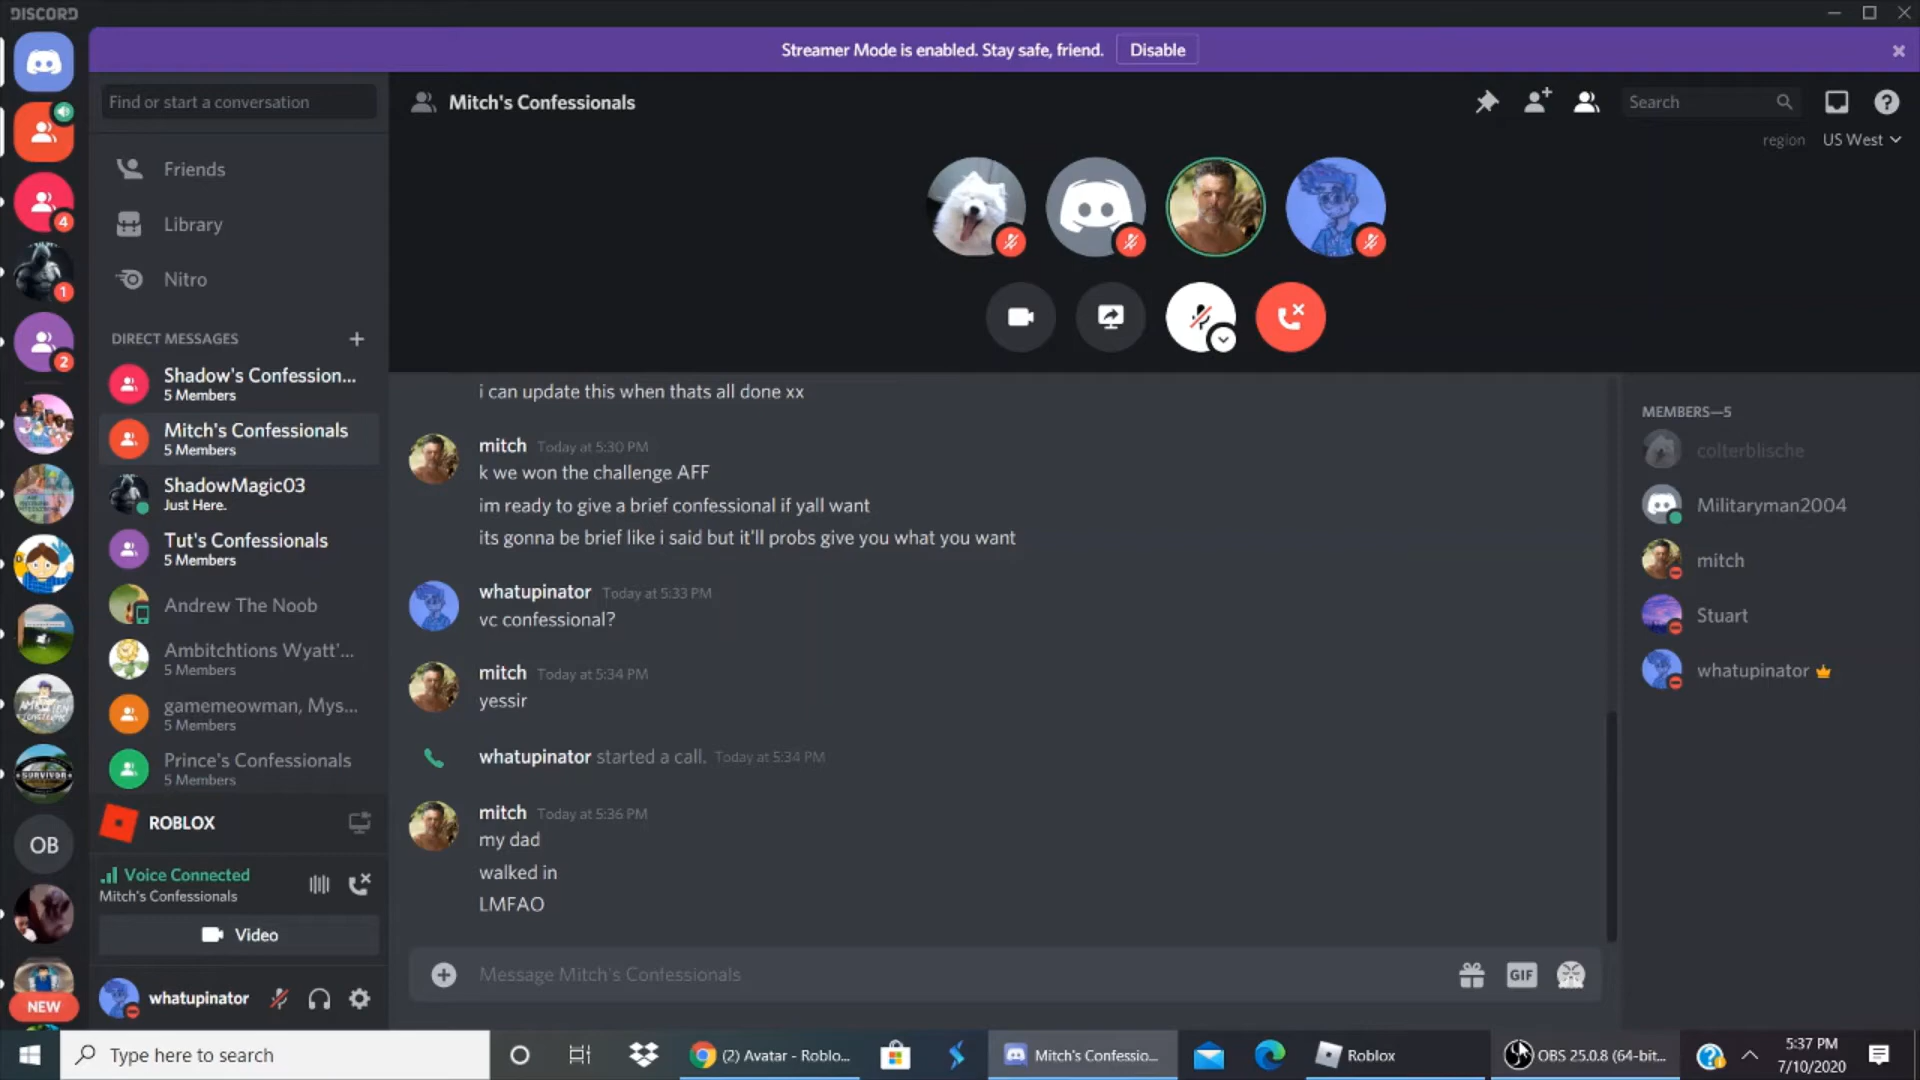 DISCORD
Streamer Mode is enabled. Stay safe, friend.
Disable
Find or start a conversation
Mitch's Confessionals
Search
region
US West
Friends
Library
Nitro
DIRECT MESSAGES
Shadow's Confession...
5 Members
Mitch's Confessionals
5 Members
ShadowMagic03
Just Here.
Tut's Confessionals
5 Members
Andrew The Noob
Ambitchtions Wyatt'...
5 Members
gamemeowman, Mys...
5 Members
Prince's Confessionals
5 Members
4
1
2
SURVIVOR
OB
NEW
ROBLOX
Voice Connected
Mitch's Confessionals
Video
whatupinator
i can update this when thats all done xx
mitch Today at 5:30 PM
k we won the challenge AFF
im ready to give a brief confessional if yall want
its gonna be brief like i said but it'll probs give you what you want
whatupinator Today at 5:33 PM
vc confessional?
mitch Today at 5:34 PM
yessir
whatupinator started a call. Today at 5:34 PM
mitch Today at 5:36 PM
my dad
walked in
LMFAO
Message Mitch's Confessionals
GIF
MEMBERS—5
colterblische
Militaryman2004
mitch
Stuart
whatupinator
Type here to search
(2) Avatar - Roblo...
Mitch's Confessio...
Roblox
OBS 25.0.8 (64-bit...
5:37 PM
7/10/2020